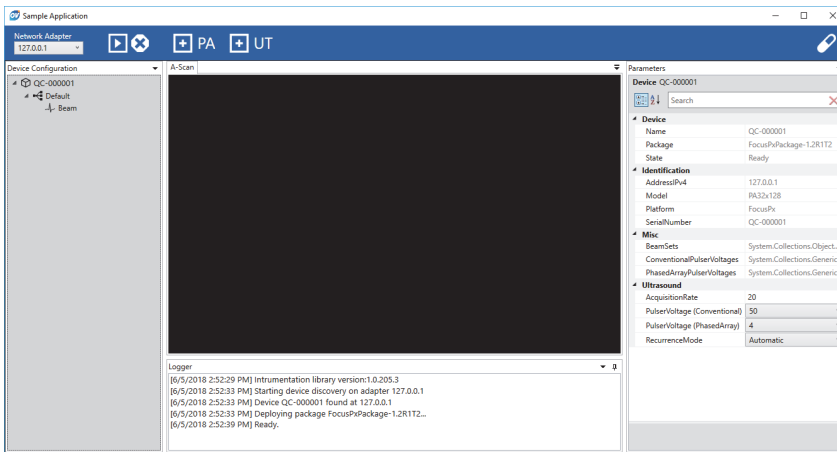 Sample Application
Network Adapter
127.0.0.1
PA
UT
Device Configuration
QC-000001
Default
Beam
A-Scan
Logger
[6/5/2018 2:52:29 PM] Intrumentation library version:1.0.205.3
[6/5/2018 2:52:33 PM] Starting device discovery on adapter 127.0.0.1
[6/5/2018 2:52:33 PM] Device QC-000001 found at 127.0.0.1
[6/5/2018 2:52:33 PM] Deploying package FocusPxPackage-1.2R1T2...
[6/5/2018 2:52:39 PM] Ready.
Parameters
Device QC-000001
Search
Device
Name QC-000001
Package FocusPxPackage-1.2R1T2
State Ready
Identification
AddressIPv4 127.0.0.1
Model PA32x128
Platform FocusPx
SerialNumber QC-000001
Misc
BeamSets System.Collections.Object..
ConventionalPulserVoltages System.Collections.Generic
PhasedArrayPulserVoltages System.Collections.Generic
Ultrasound
AcquisitionRate 20
PulserVoltage (Conventional) 50
PulserVoltage (PhasedArray) 4
RecurrenceMode Automatic